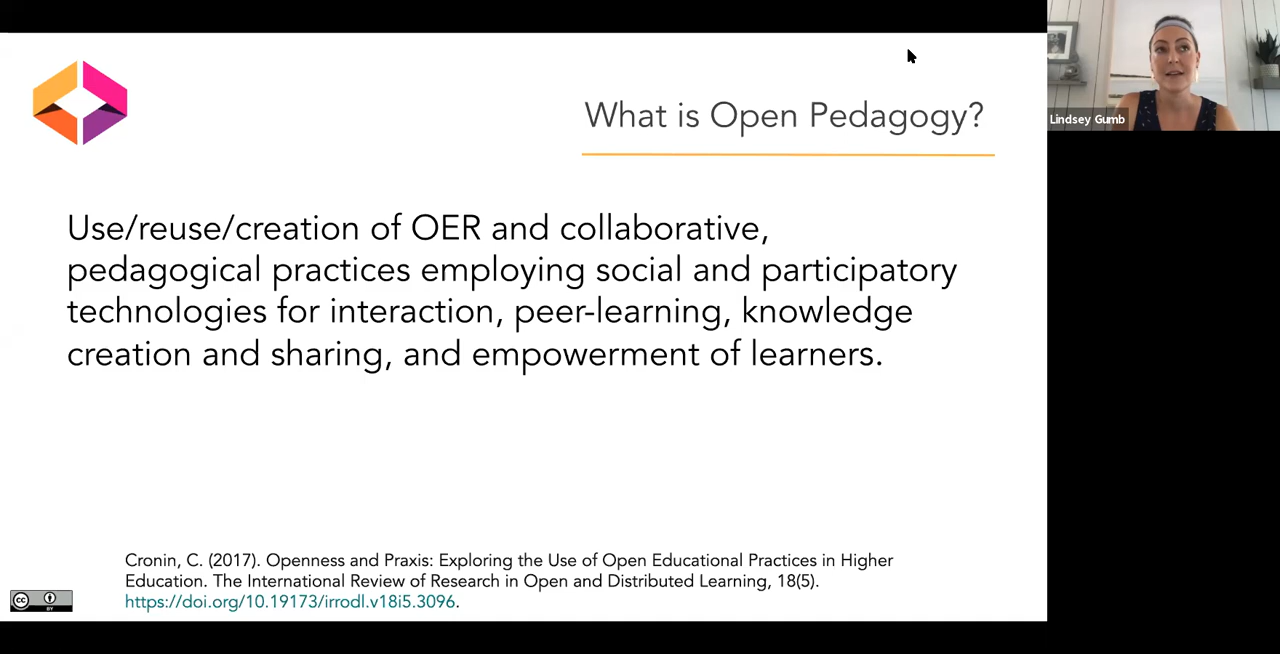 What is Open Pedagogy?
Lindsey Gumb
Use/reuse/creation of OER and collaborative,
pedagogical practices employing social and participatory
technologies for interaction, peer-learning, knowledge
creation and sharing, and empowerment of learners.
Cronin, C. (2017). Openness and Praxis: Exploring the Use of Open Educational Practices in Higher
Education. The International Review of Research in Open and Distributed Learning, 18(5).
https://doi.org/10.19173/irrodl.v18i5.3096.
cc
BY